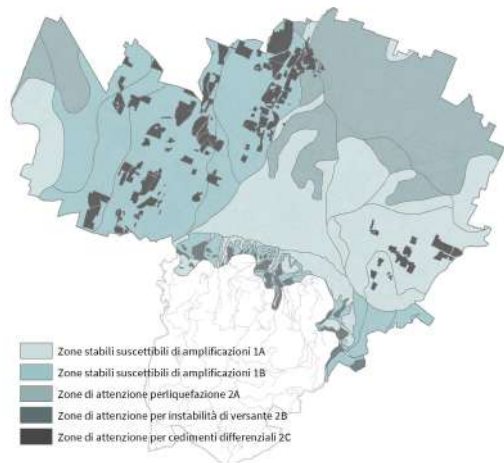 Zone stabili suscettibili di amplificazioni 1A
Zone stabili suscettibili di amplificazioni 1B
Zone di attenzione perliquefazione 2A
Zone di attenzione per instabilità di versante 2B
Zone di attenzione per cedimenti differenziali 2C